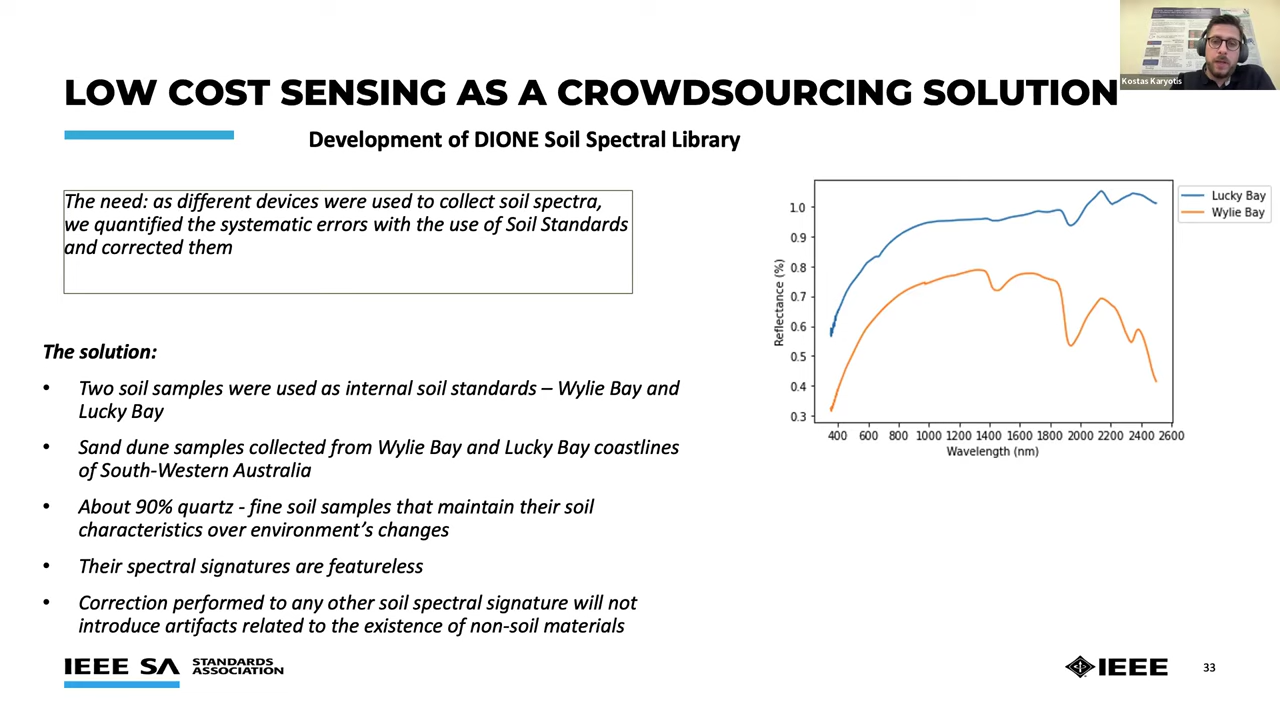 Kostas Karyotis
LOW COST SENSING AS A CROWDSOURCING SOLUTION
Development of DIONE Soil Spectral Library
The need: as different devices were used to collect soil spectra,
we quantified the systematic errors with the use of Soil Standards
and corrected them
The solution:
• Two soil samples were used as internal soil standards – Wylie Bay and
Lucky Bay
• Sand dune samples collected from Wylie Bay and Lucky Bay coastlines
of South-Western Australia
• About 90% quartz - fine soil samples that maintain their soil
characteristics over environment's changes
• Their spectral signatures are featureless
• Correction performed to any other soil spectral signature will not
introduce artifacts related to the existence of non-soil materials
Lucky Bay
Wylie Bay
Reflectance (%)
1.0
0.9
0.8
0.7
0.6
0.5
0.4
0.3
400 600 800 1000 1200 1400 1600 1800 2000 2200 2400 2600
Wavelength (nm)
IEEE SA STANDARDS
ASSOCIATION
IEEE
33